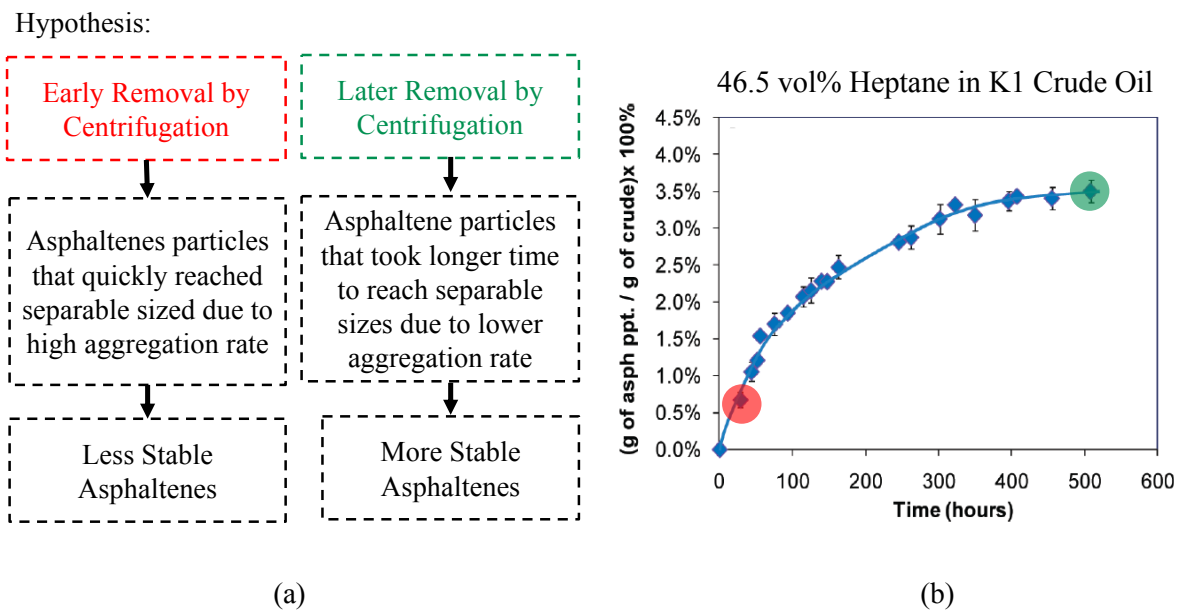 Hypothesis:
Early Removal by
Centrifugation
Later Removal by
Centrifugation
Asphaltenes particles
that quickly reached
separable sized due to
high aggregation rate
Asphaltene particles
that took longer time
to reach separable
sizes due to lower
aggregation rate
Less Stable
Asphaltenes
More Stable
Asphaltenes
(a)
46.5 vol% Heptane in K1 Crude Oil
(g of asph ppt. / g of crude)x 100%
4.5%
4.0%
3.5%
3.0%
2.5%
2.0%
1.5%
1.0%
0.5%
0.0%
0 100 200 300 400 500 600
Time (hours)
(b)